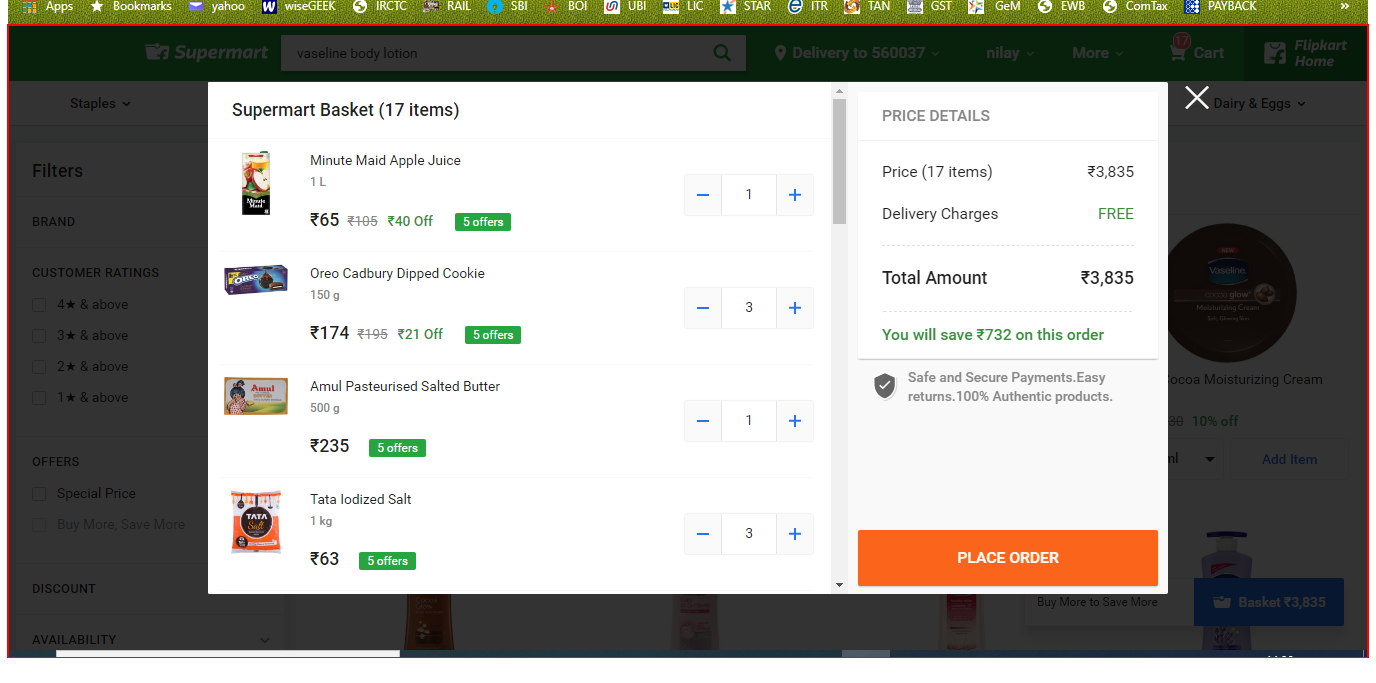 Apps Bookmarks yahoo wiseGEEK IRCTC RAIL SBI BOI UBI LIC STAR ITR TAN GST GeM EWB ComTax PAYBACK »
Supermart vaseline body lotion Delivery to 560037 nilay More 17 Cart Flipkart Home
Staples Dairy & Eggs
Filters
BRAND
CUSTOMER RATINGS
4★ & above
3★ & above
2★ & above
1★ & above
OFFERS
Special Price
Buy More, Save More
DISCOUNT
AVAILABILITY
Supermart Basket (17 items)
Minute Maid Apple Juice
1 L
₹65 ₹105 ₹40 Off 5 offers
− 1 +
Oreo Cadbury Dipped Cookie
150 g
₹174 ₹195 ₹21 Off 5 offers
− 3 +
Amul Pasteurised Salted Butter
500 g
₹235 5 offers
− 1 +
Tata Iodized Salt
1 kg
₹63 5 offers
− 3 +
PRICE DETAILS
Price (17 items) ₹3,835
Delivery Charges FREE
Total Amount ₹3,835
You will save ₹732 on this order
Safe and Secure Payments.Easy
returns.100% Authentic products.
PLACE ORDER
Vaseline
cocoa glow
Moisturizing Cream
Cocoa Moisturizing Cream
10% off
Add Item
Buy More to Save More
Basket ₹3,835